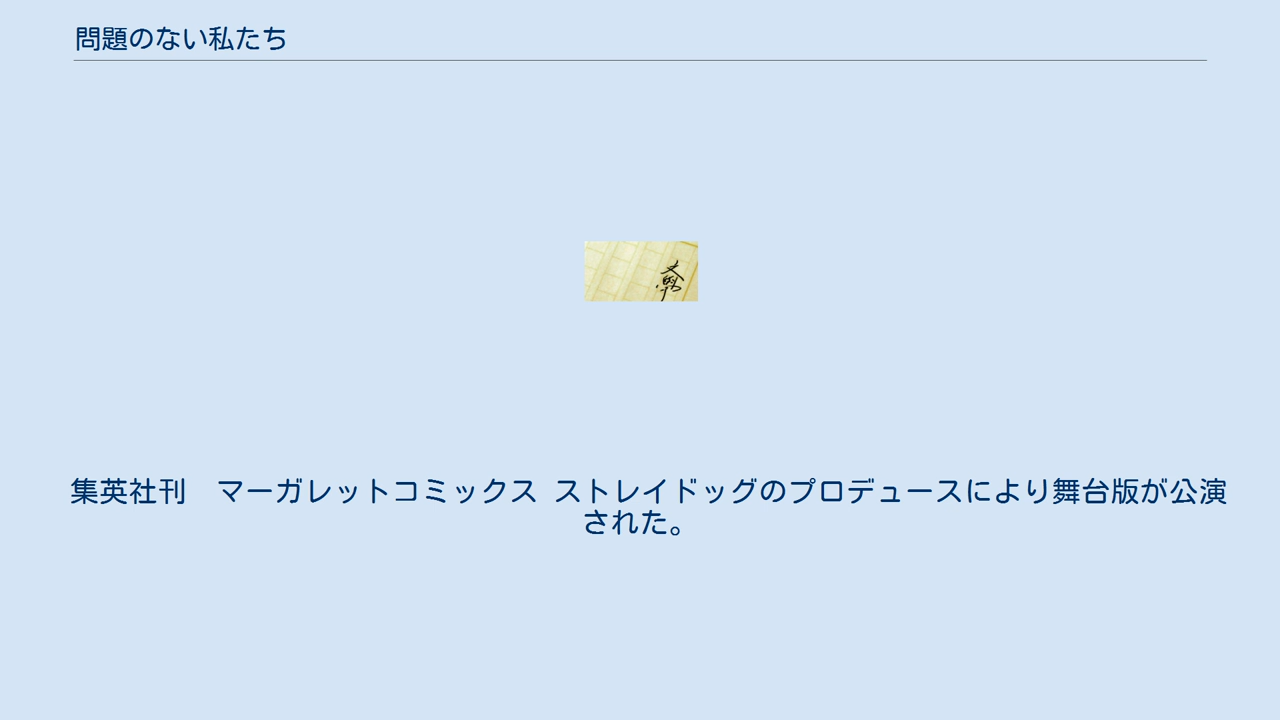 問題のない私たち
集英社刊　マーガレットコミックス ストレイドッグのプロデュースにより舞台版が公演
された。